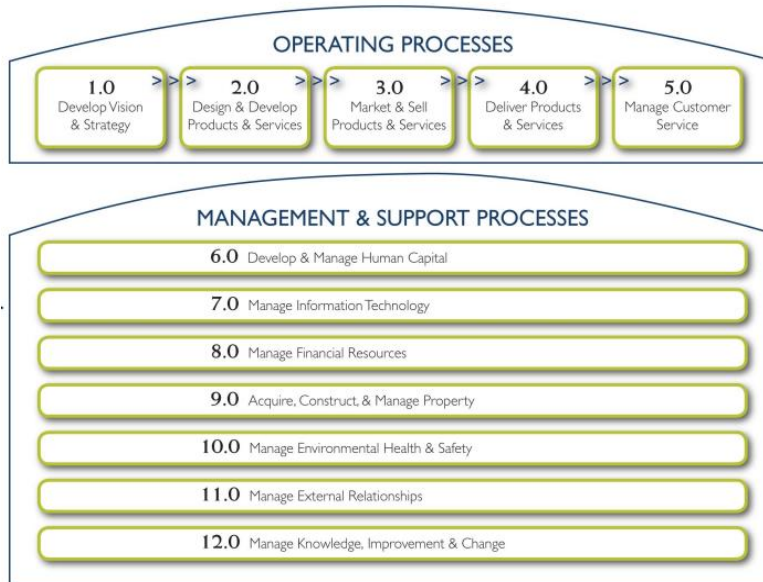 OPERATING PROCESSES
1.0 >>> 2.0 >>> 3.0 >>> 4.0 >>> 5.0
Develop Vision
& Strategy
Design & Develop
Products & Services
Market & Sell
Products & Services
Deliver Products
& Services
Manage Customer
Service
MANAGEMENT & SUPPORT PROCESSES
6.0 Develop & Manage Human Capital
7.0 Manage Information Technology
8.0 Manage Financial Resources
9.0 Acquire, Construct, & Manage Property
10.0 Manage Environmental Health & Safety
11.0 Manage External Relationships
12.0 Manage Knowledge, Improvement & Change